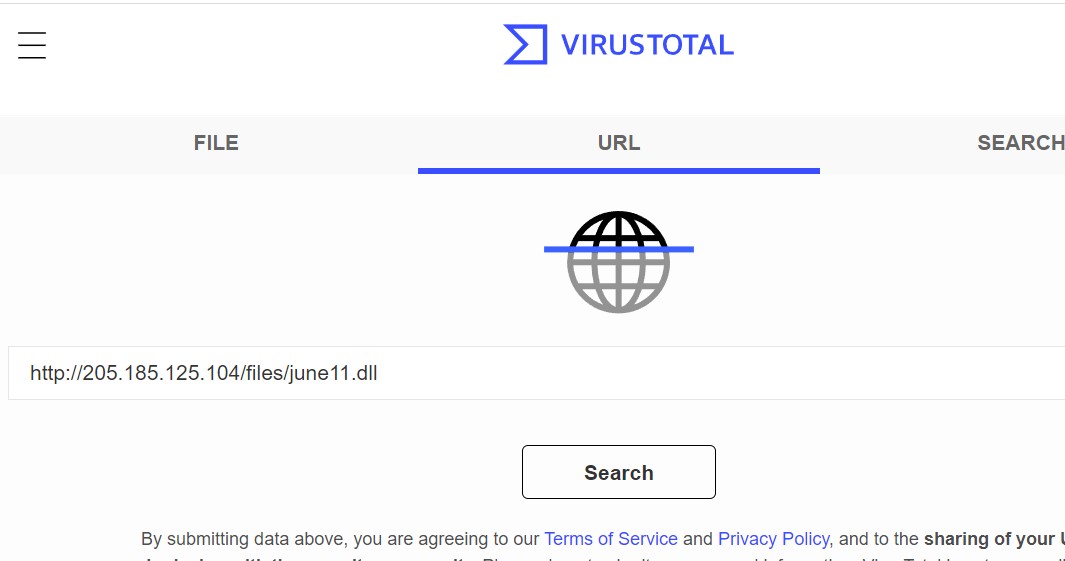 VIRUSTOTAL
FILE URL SEARCH
http://205.185.125.104/files/june11.dll
Search
By submitting data above, you are agreeing to our Terms of Service and Privacy Policy, and to the sharing of your